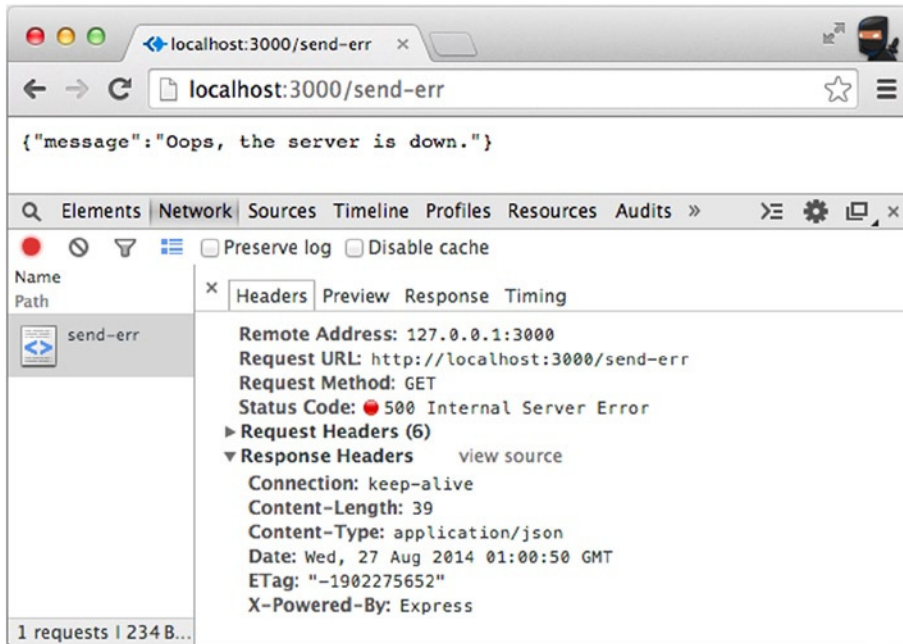 localhost:3000/send-err ×
localhost:3000/send-err
{"message":"Oops, the server is down."}
Elements Network Sources Timeline Profiles Resources Audits »
Preserve log Disable cache
Name
Path
× Headers Preview Response Timing
send-err
Remote Address: 127.0.0.1:3000
Request URL: http://localhost:3000/send-err
Request Method: GET
Status Code: 500 Internal Server Error
Request Headers (6)
Response Headers view source
Connection: keep-alive
Content-Length: 39
Content-Type: application/json
Date: Wed, 27 Aug 2014 01:00:50 GMT
ETag: "-1902275652"
X-Powered-By: Express
1 requests | 234 B...